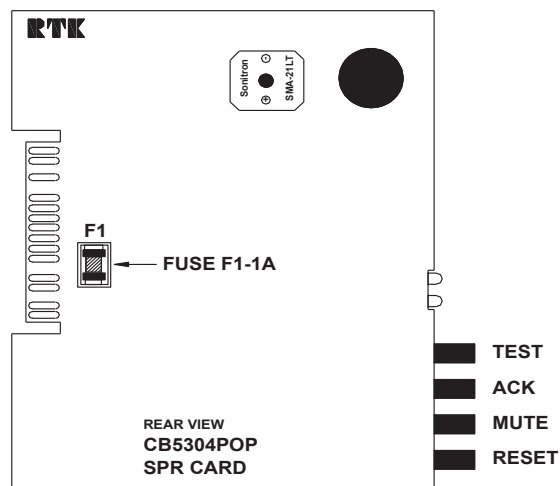 RTK
Sonitron
SMA-21LT
F1
FUSE F1-1A
TEST
ACK
MUTE
RESET
REAR VIEW
CB5304POP
SPR CARD